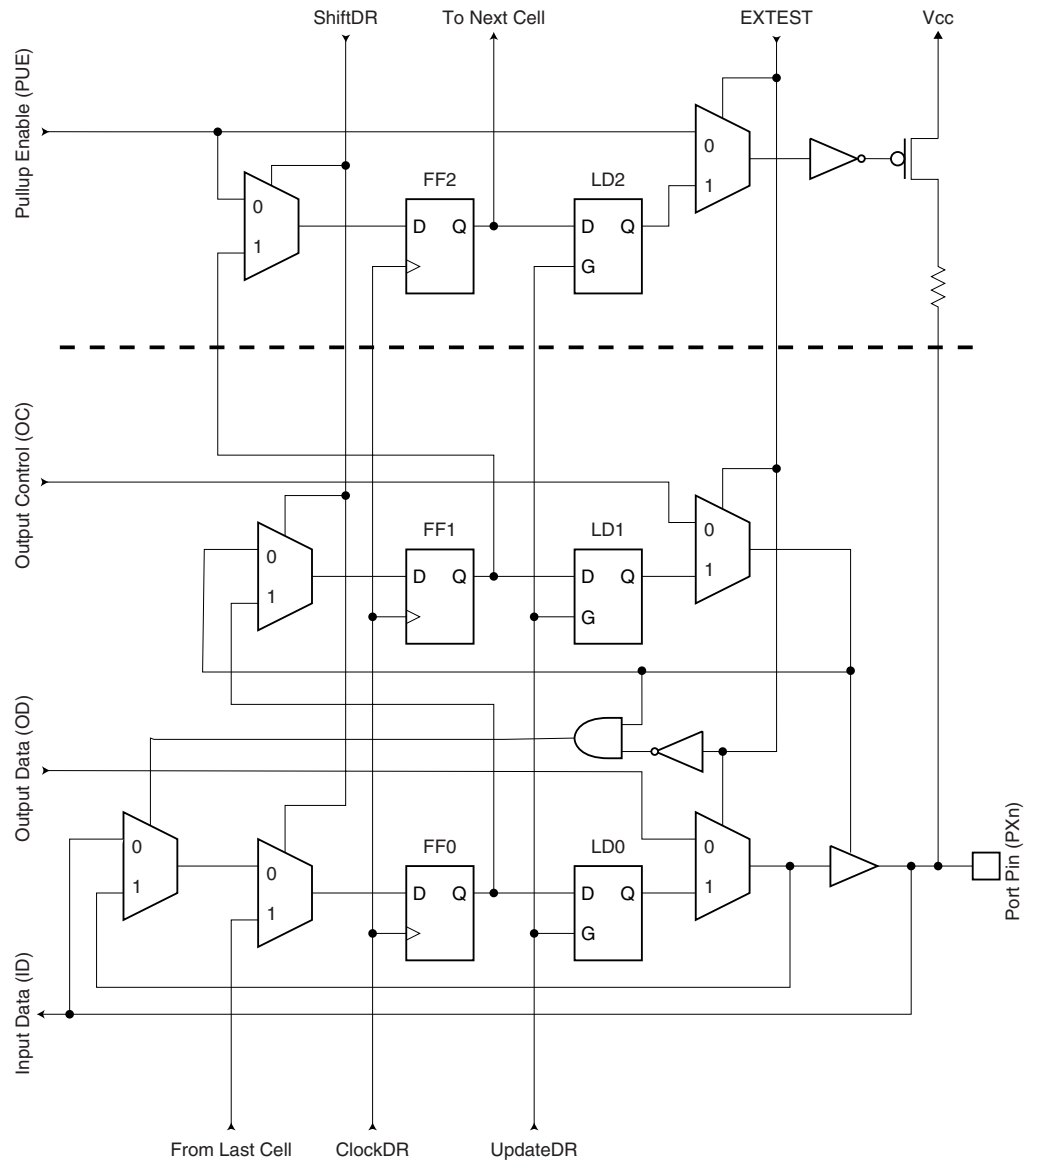 ShiftDR
To Next Cell
EXTEST
Vcc
Pullup Enable (PUE)
0
1
FF2
D
Q
LD2
D
Q
G
0
1
Output Control (OC)
0
1
FF1
D
Q
LD1
D
Q
G
0
1
Output Data (OD)
0
1
0
1
FF0
D
Q
LD0
D
Q
G
0
1
Port Pin (PXn)
Input Data (ID)
From Last Cell
ClockDR
UpdateDR